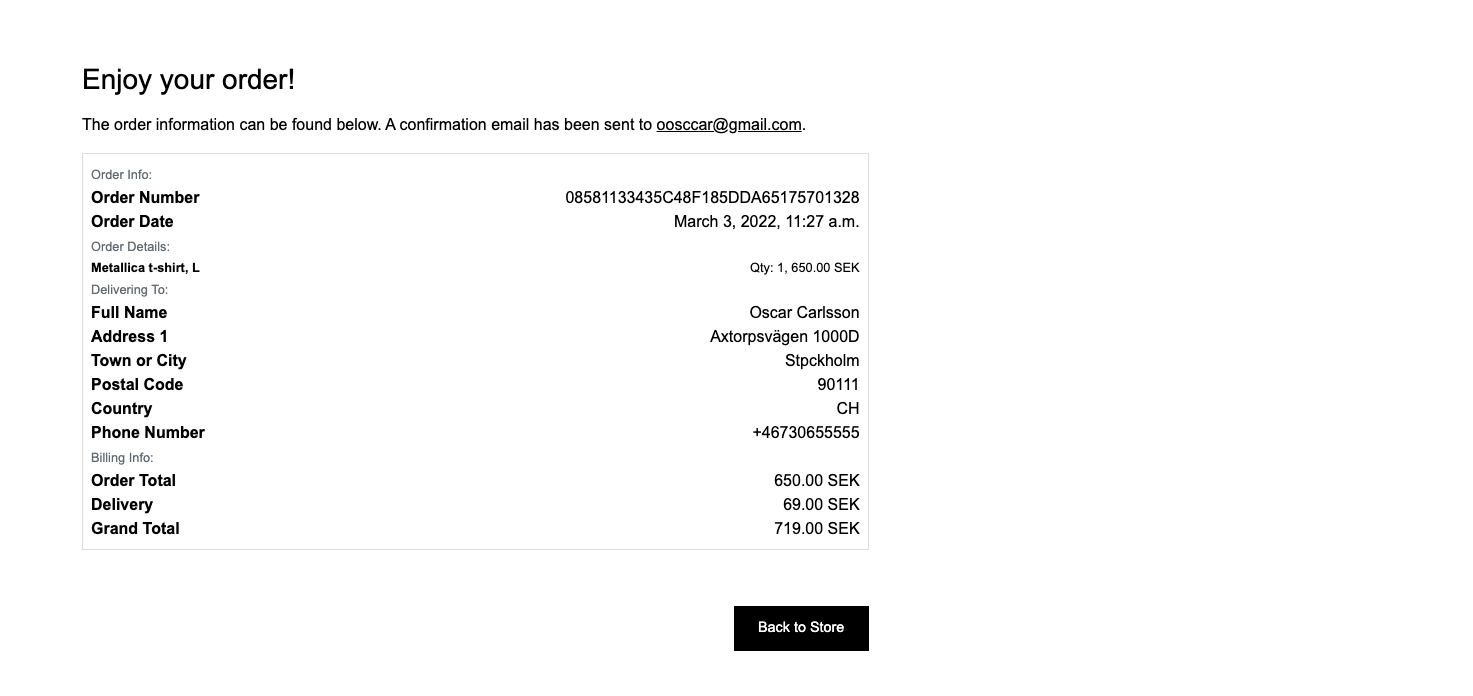 Enjoy your order!
The order information can be found below. A confirmation email has been sent to oosccar@gmail.com.
Order Info:
Order Number 08581133435C48F185DDA65175701328
Order Date March 3, 2022, 11:27 a.m.
Order Details:
Metallica t-shirt, L Qty: 1, 650.00 SEK
Delivering To:
Full Name Oscar Carlsson
Address 1 Axtorpsvägen 1000D
Town or City Stpckholm
Postal Code 90111
Country CH
Phone Number +46730655555
Billing Info:
Order Total 650.00 SEK
Delivery 69.00 SEK
Grand Total 719.00 SEK
Back to Store